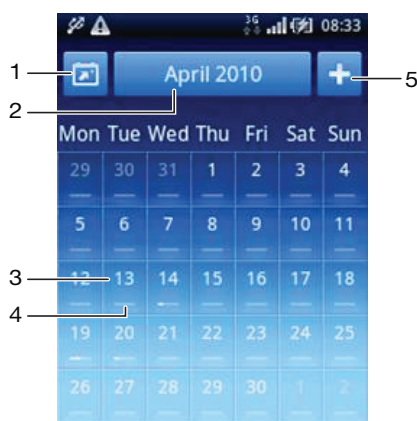 3G 08:33
1 April 2010 5
2
Mon Tue Wed Thu Fri Sat Sun
29 30 31 1 2 3 4
5 6 7 8 9 10 11
3 12 13 14 15 16 17 18
4
19 20 21 22 23 24 25
26 27 28 29 30 1 2